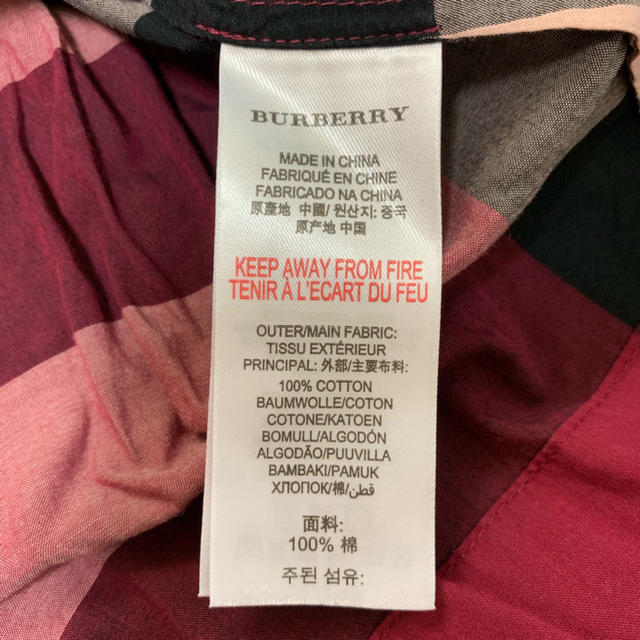 BURBERRY
MADE IN CHINA
FABRIQUÉ EN CHINE
FABRICADO NA CHINA
原產地 中國/ 원산지: 중국
原产地 中国
KEEP AWAY FROM FIRE
TENIR À L'ECART DU FEU
OUTER/MAIN FABRIC:
TISSU EXTÉRIEUR
PRINCIPAL: 外部/主要布料:
100% COTTON
BAUMWOLLE/COTON
COTONE/KATOEN
BOMULL/ALGODÓN
ALGODÃO/PUUVILLA
BAMBAKI/PAMUK
ХЛОПОК/棉/قطن
面料:
100% 棉
주된 섬유: